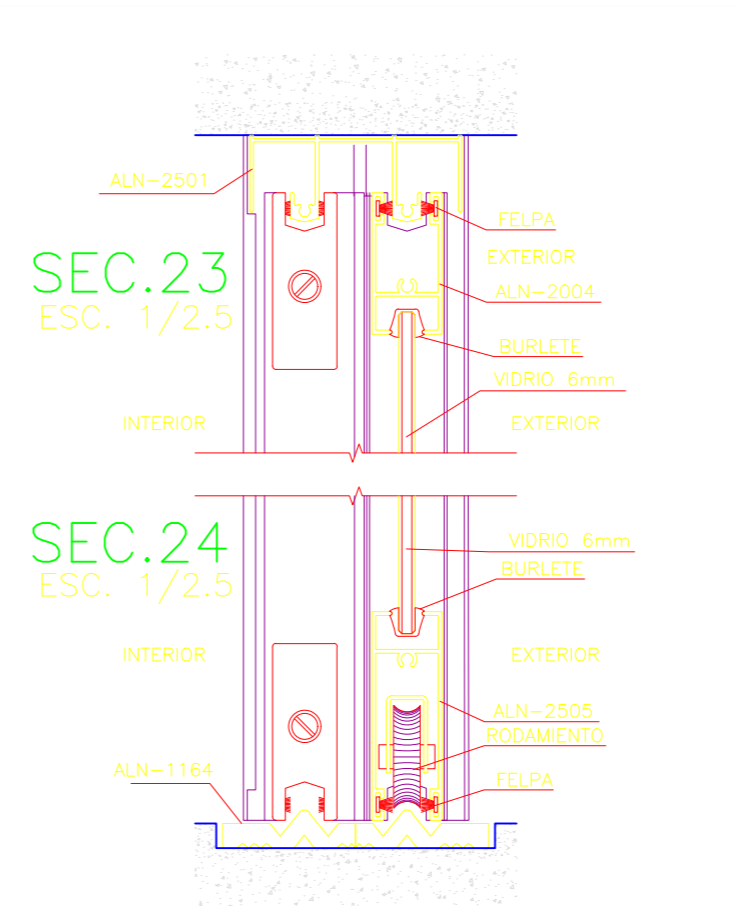 ALN-2501
FELPA
SEC.23
EXTERIOR
ALN-2004
ESC. 1/2.5
BURLETE
VIDRIO 6mm
INTERIOR
EXTERIOR
SEC.24
VIDRIO 6mm
BURLETE
ESC. 1/2.5
INTERIOR
EXTERIOR
ALN-2505
RODAMIENTO
ALN-1164
FELPA